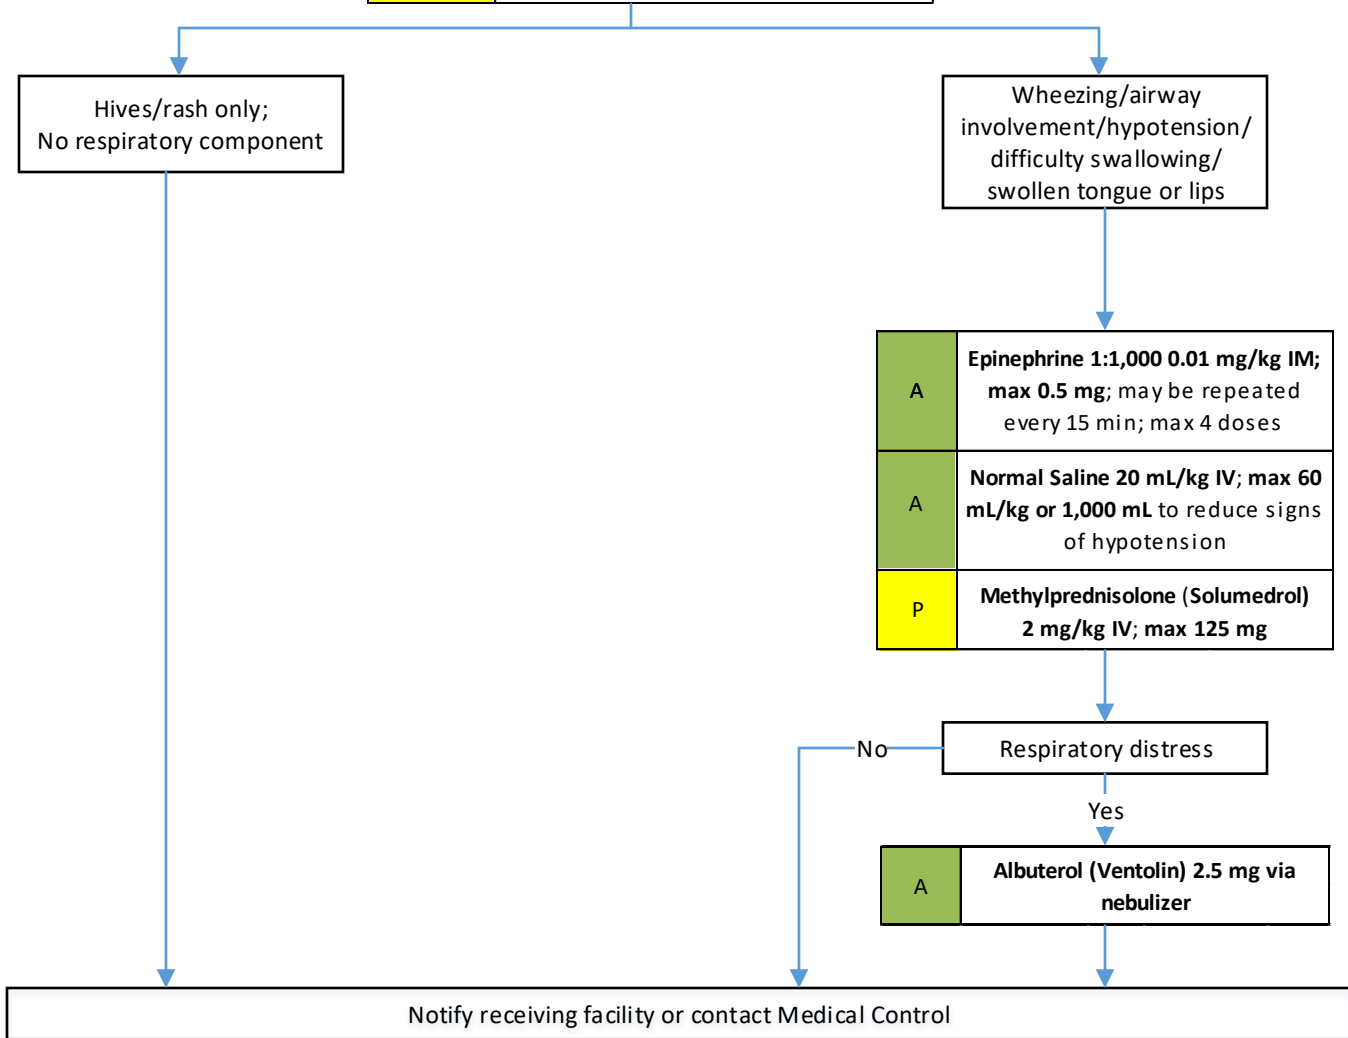 Hives/rash only;
No respiratory component
Wheezing/airway
involvement/hypotension/
difficulty swallowing/
swollen tongue or lips
A
Epinephrine 1:1,000 0.01 mg/kg IM;
max 0.5 mg; may be repeated
every 15 min; max 4 doses
A
Normal Saline 20 mL/kg IV; max 60
mL/kg or 1,000 mL to reduce signs
of hypotension
P
Methylprednisolone (Solumedrol)
2 mg/kg IV; max 125 mg
Respiratory distress
No
Yes
A
Albuterol (Ventolin) 2.5 mg via
nebulizer
Notify receiving facility or contact Medical Control